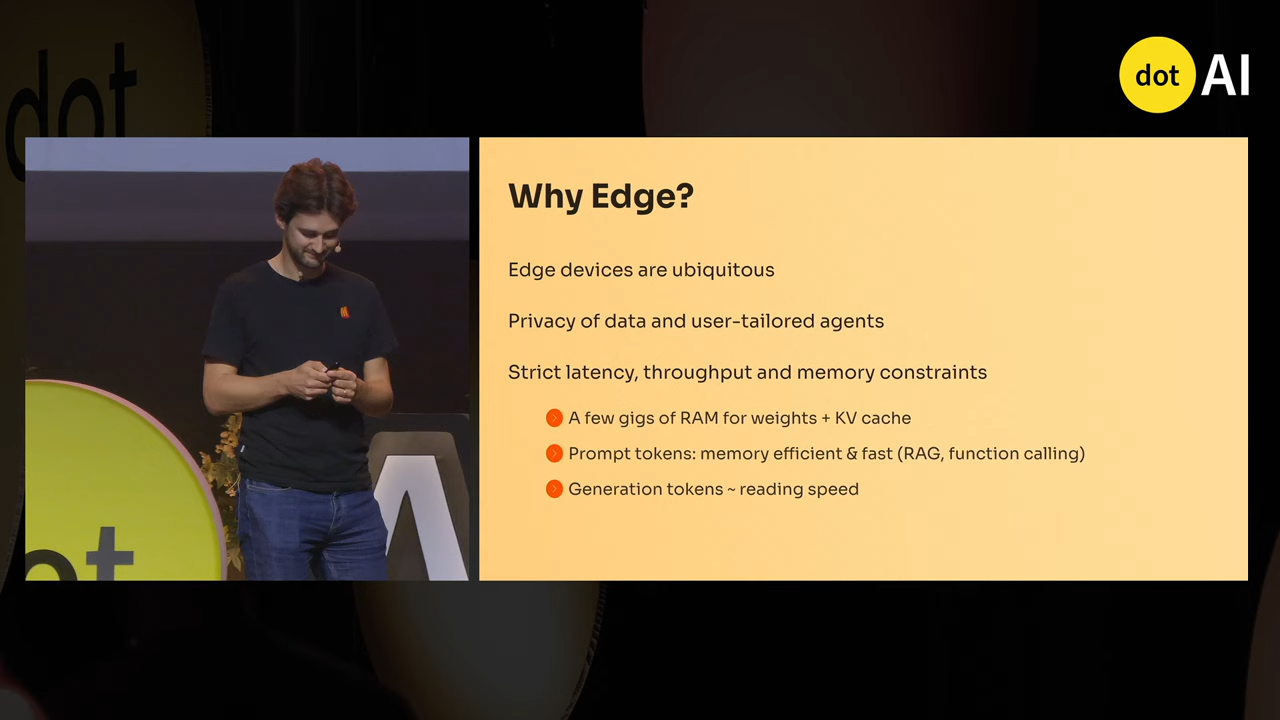 dot
dot AI
Why Edge?
Edge devices are ubiquitous
Privacy of data and user-tailored agents
Strict latency, throughput and memory constraints
A few gigs of RAM for weights + KV cache
Prompt tokens: memory efficient & fast (RAG, function calling)
Generation tokens ~ reading speed
ot
A